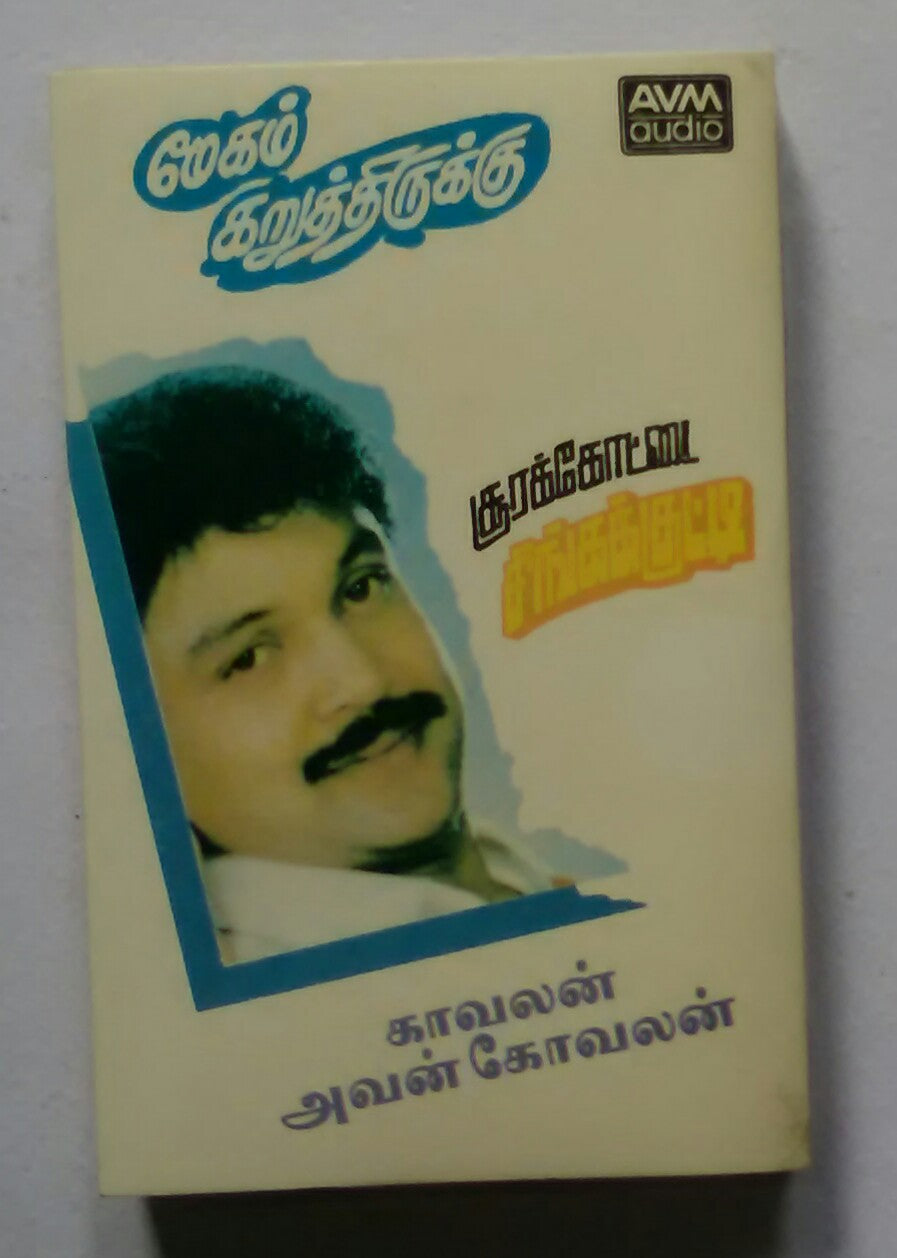 மேகம்
கறுத்திருக்கு
AVM
audio
சூரக்கோட்டை
சிங்கக்குட்டி
காவலன்
அவன் கோவலன்